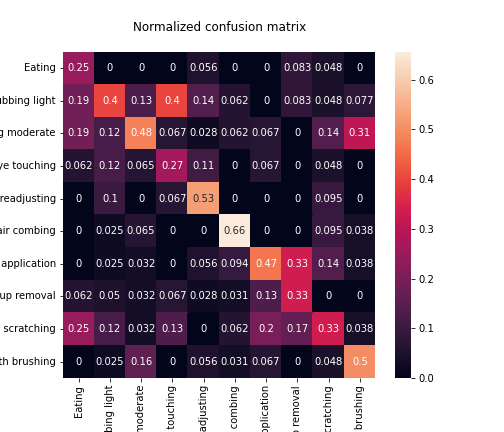 Normalized confusion matrix
Eating 0.25 0 0 0 0.056 0 0 0.083 0.048 0
ubbing light 0.19 0.4 0.13 0.4 0.14 0.062 0 0.083 0.048 0.077
g moderate 0.19 0.12 0.48 0.067 0.028 0.062 0.067 0 0.14 0.31
ye touching 0.062 0.12 0.065 0.27 0.11 0 0.067 0 0.048 0
readjusting 0 0.1 0 0.067 0.53 0 0 0 0.095 0
air combing 0 0.025 0.065 0 0 0.66 0 0 0.095 0.038
application 0 0.025 0.032 0 0.056 0.094 0.47 0.33 0.14 0.038
up removal 0.062 0.05 0.032 0.067 0.028 0.031 0.13 0.33 0 0
scratching 0.25 0.12 0.032 0.13 0 0.062 0.2 0.17 0.33 0.038
th brushing 0 0.025 0.16 0 0.056 0.031 0.067 0 0.048 0.5
Eating
bing light
moderate
touching
adjusting
combing
pplication
removal
cratching
brushing
0.6
0.5
0.4
0.3
0.2
0.1
0.0